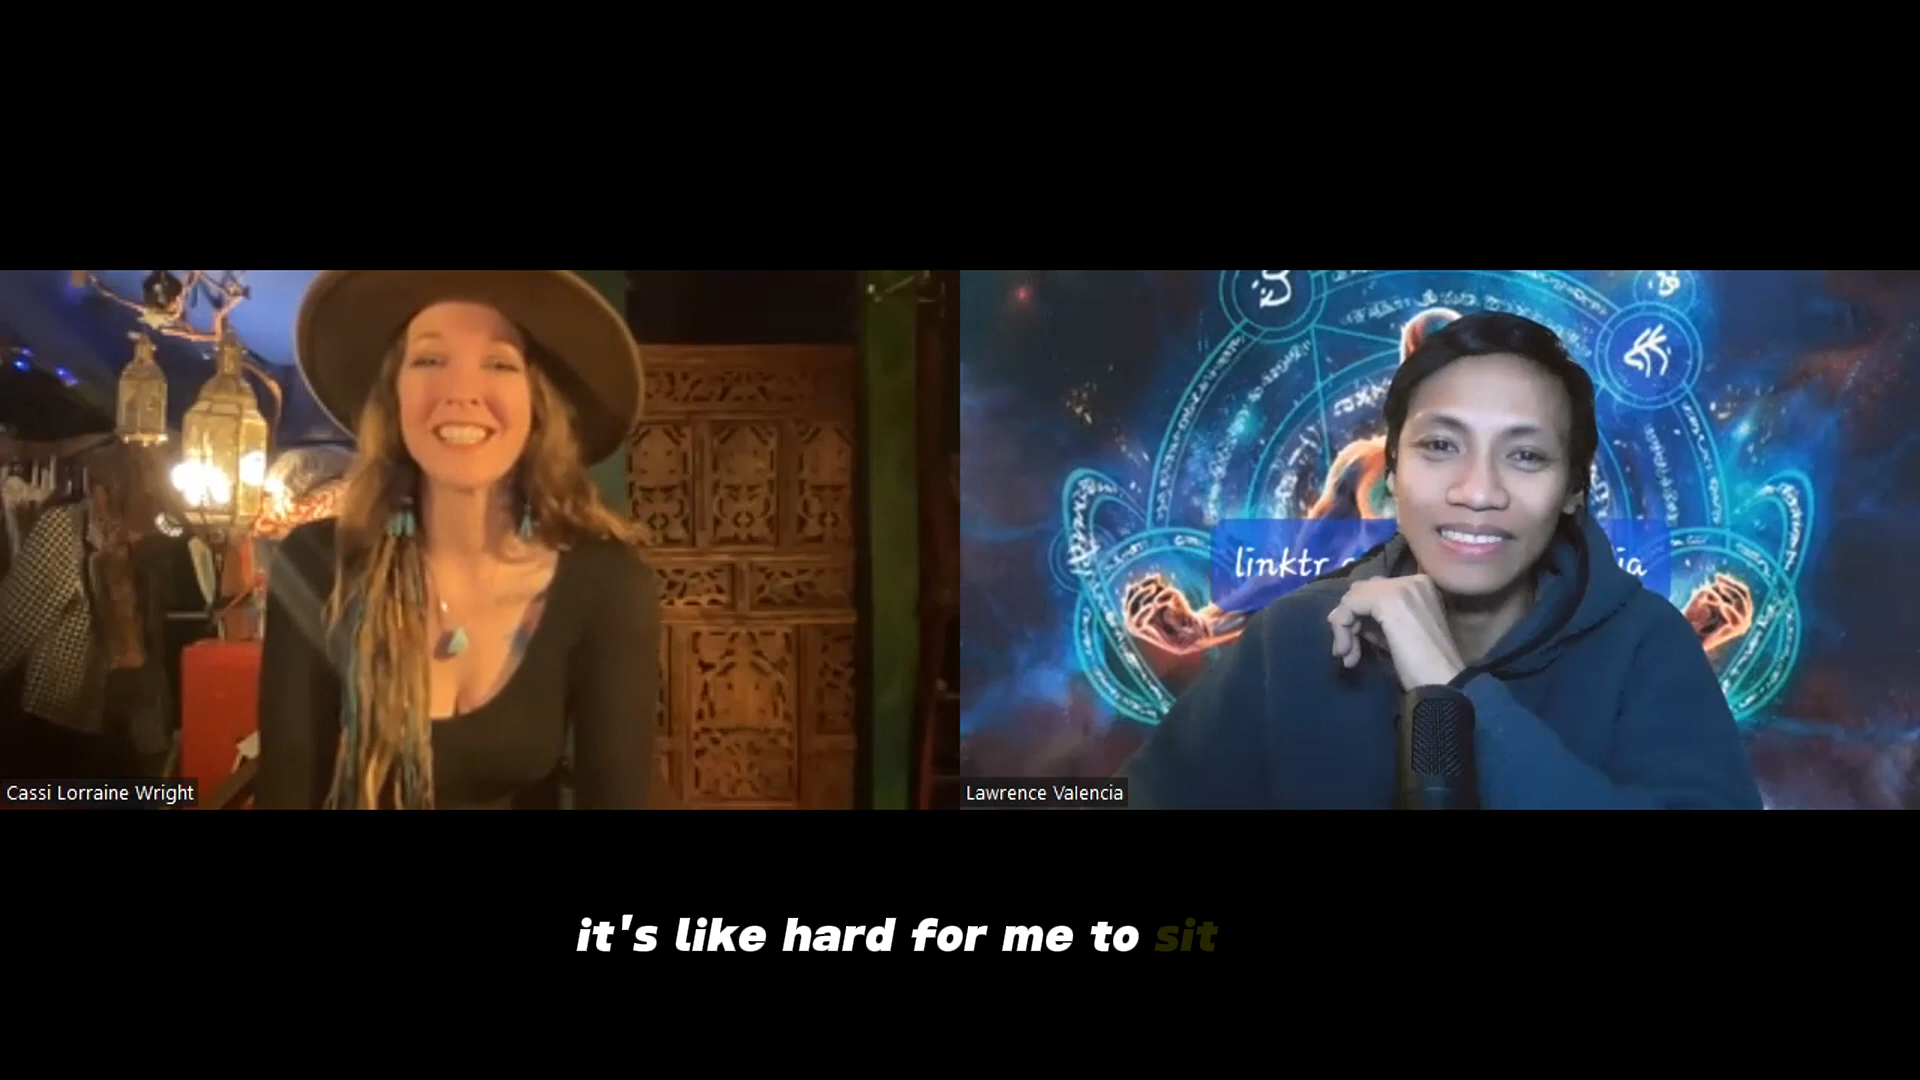 linktr
ia
Cassi Lorraine Wright
Lawrence Valencia
it's like hard for me to sit